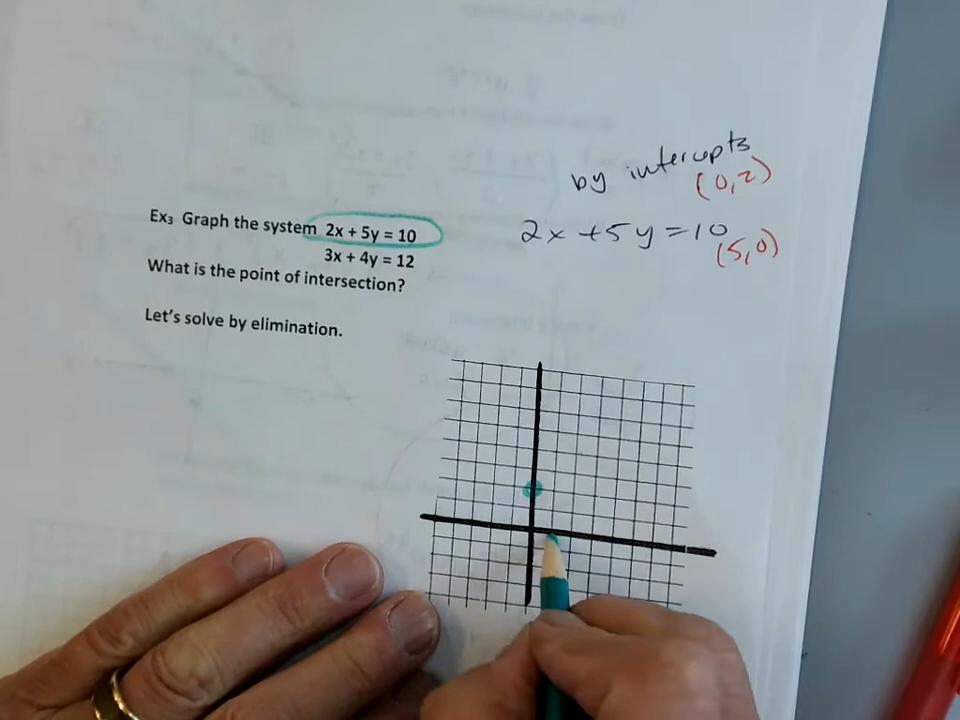 by intercepts
(0,2)
2x + 5y = 10
(5,0)
Ex3 Graph the system 2x + 5y = 10
3x + 4y = 12
What is the point of intersection?
Let's solve by elimination.